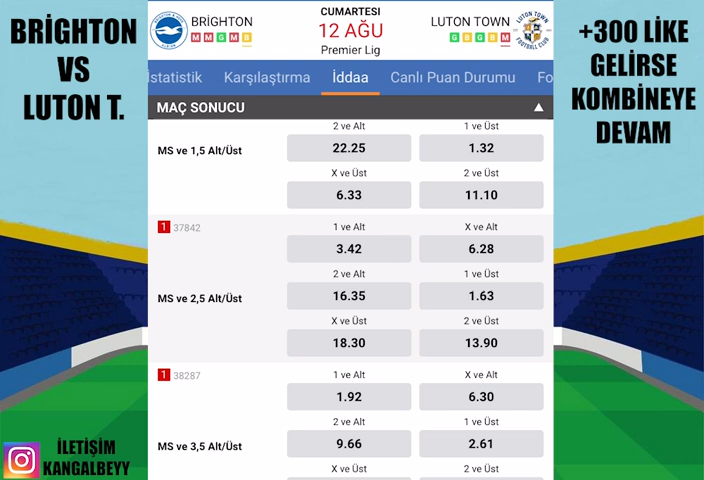 BRİGHTON
VS
LUTON T.
BRİGHTON
M M G M B
CUMARTESİ
12 AĞU
Premier Lig
LUTON TOWN
G B G B M
LUTON TOWN
FOOTBALL CLUB
+300 LİKE
GELİRSE
KOMBİNEYE
DEVAM
İstatistik Karşılaştırma İddaa Canlı Puan Durumu Fo
MAÇ SONUCU
2 ve Alt 1 ve Üst
MS ve 1,5 Alt/Üst 22.25 1.32
X ve Üst 2 ve Üst
6.33 11.10
1 37842
1 ve Alt X ve Alt
3.42 6.28
2 ve Alt 1 ve Üst
MS ve 2,5 Alt/Üst 16.35 1.63
X ve Üst 2 ve Üst
18.30 13.90
1 38287
1 ve Alt X ve Alt
1.92 6.30
2 ve Alt 1 ve Üst
MS ve 3,5 Alt/Üst 9.66 2.61
X ve Üst 2 ve Üst
İLETİŞİM
KANGALBEYY